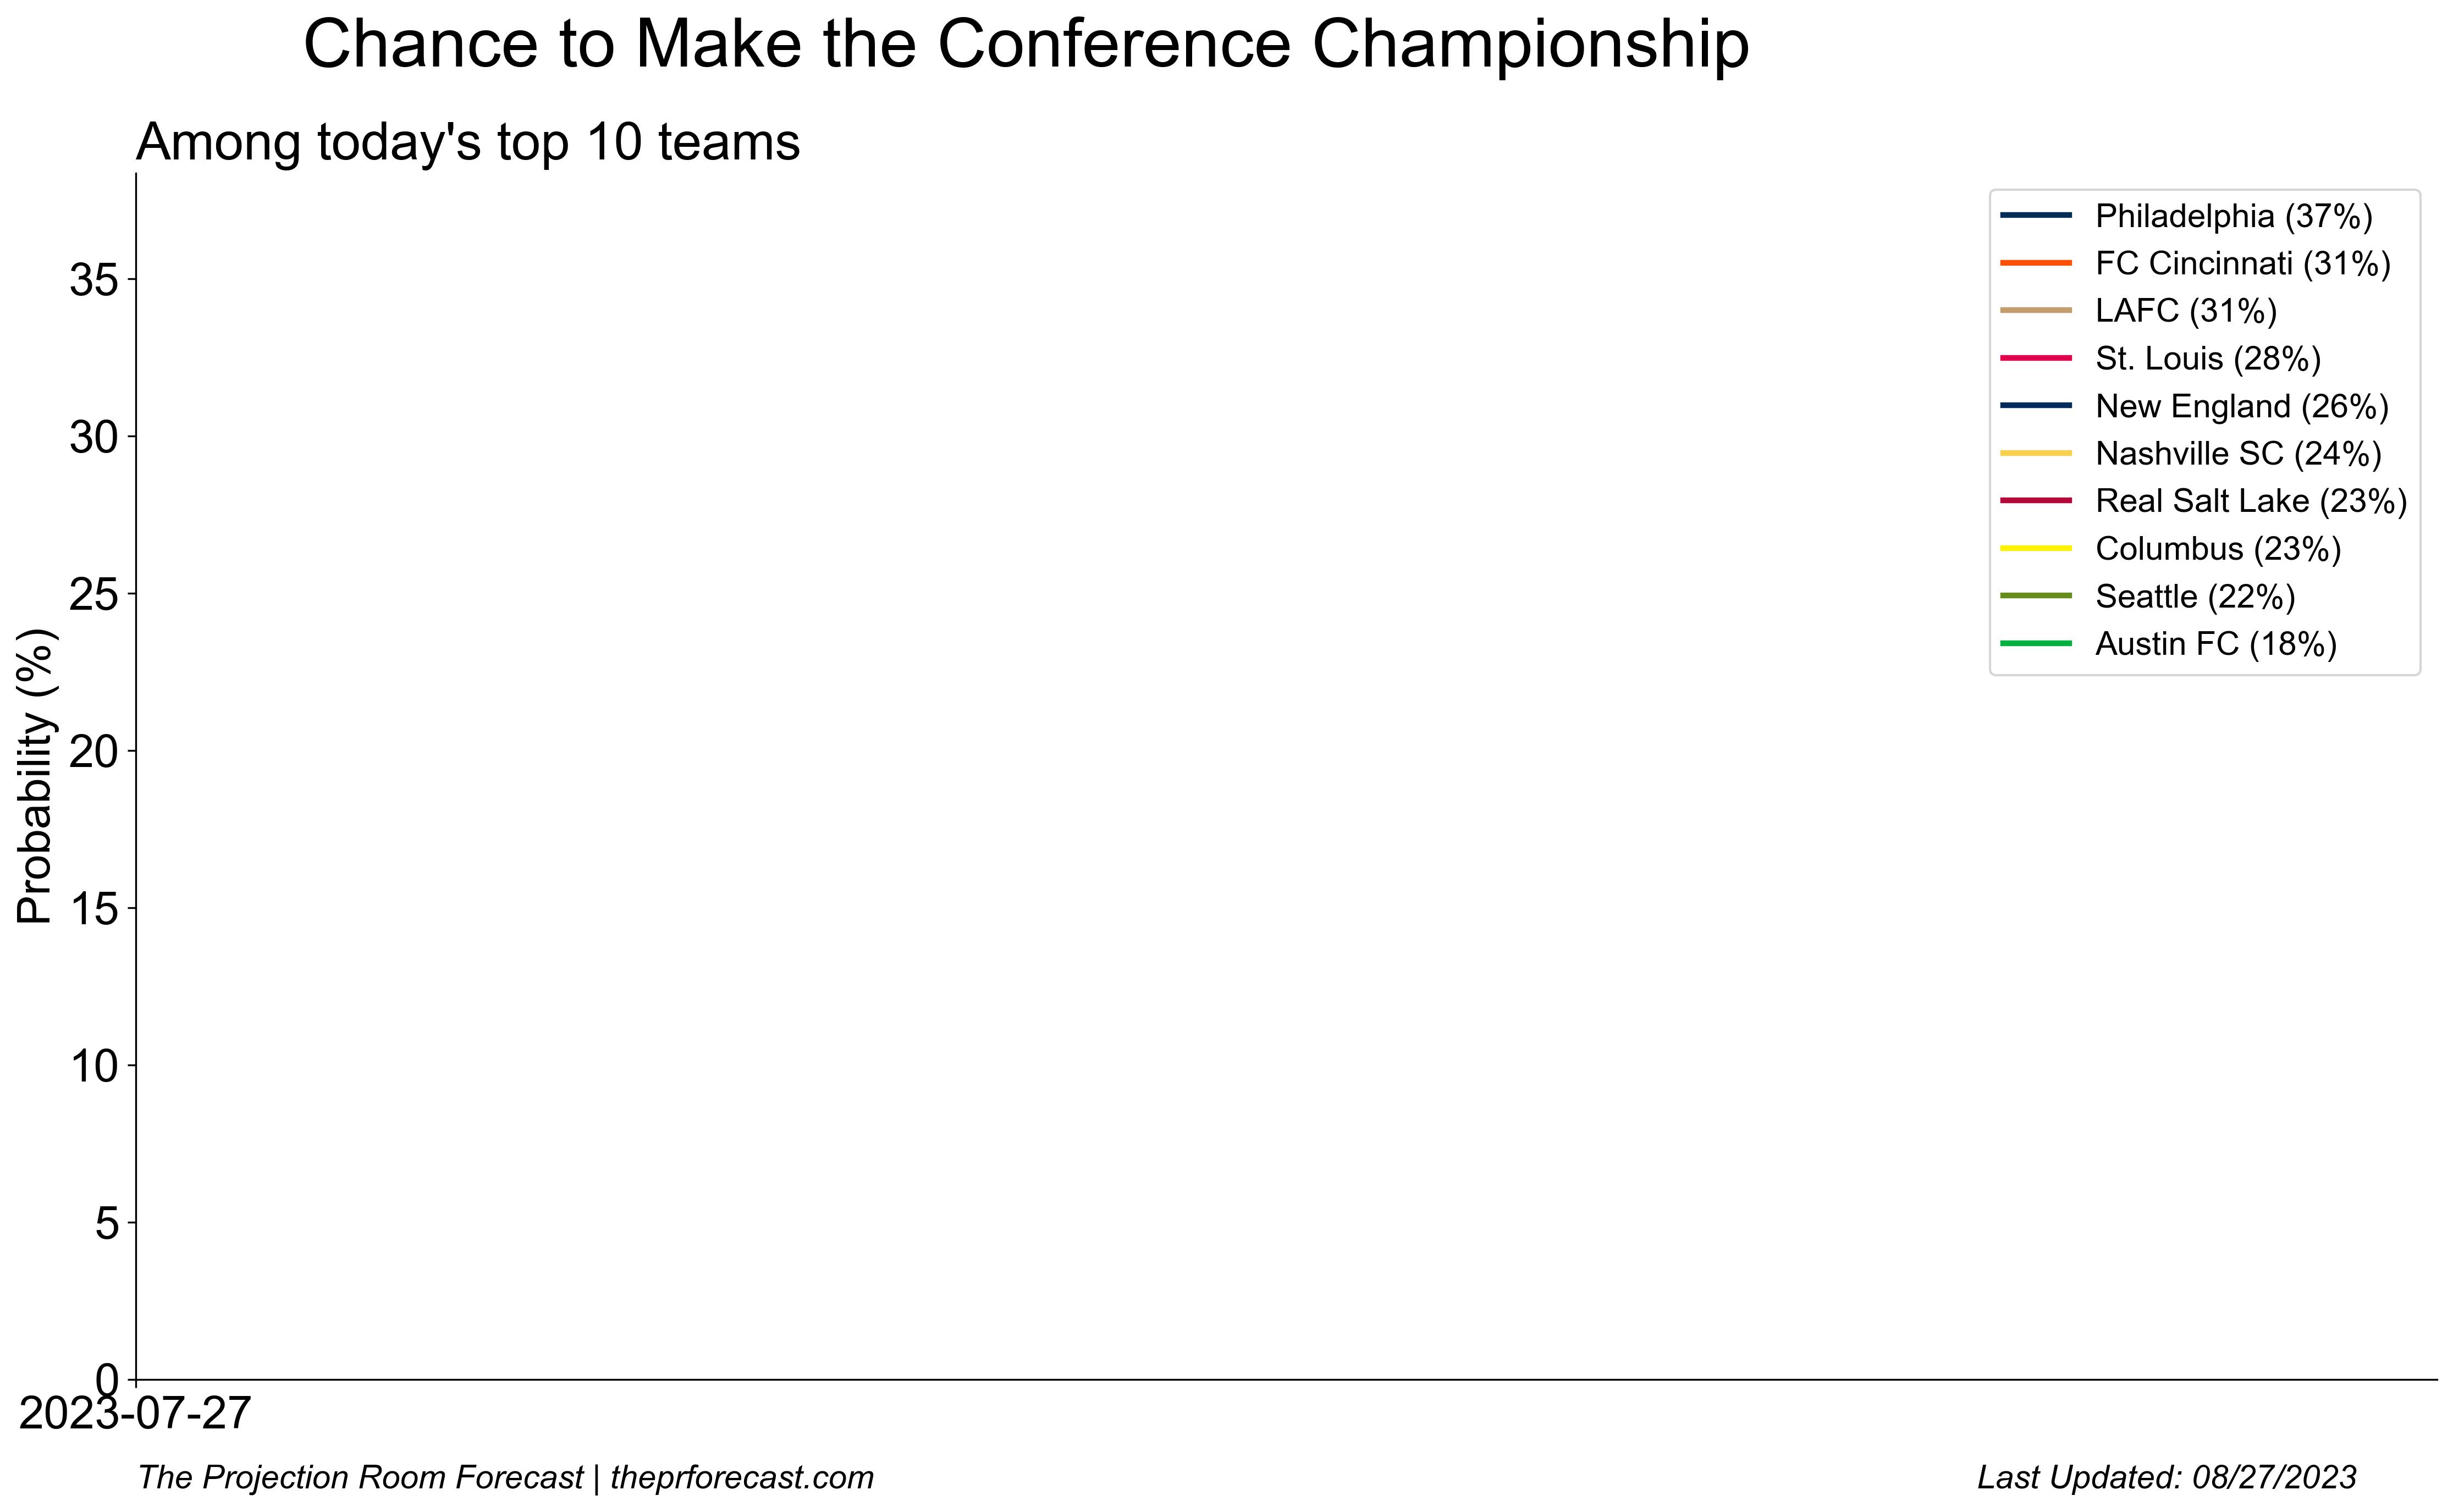 Chance to Make the Conference Championship
Among today's top 10 teams
Philadelphia (37%)
FC Cincinnati (31%)
LAFC (31%)
St. Louis (28%)
New England (26%)
Nashville SC (24%)
Real Salt Lake (23%)
Columbus (23%)
Seattle (22%)
Austin FC (18%)
Probability (%)
35
30
25
20
15
10
5
0
2023-07-27
The Projection Room Forecast | theprforecast.com
Last Updated: 08/27/2023